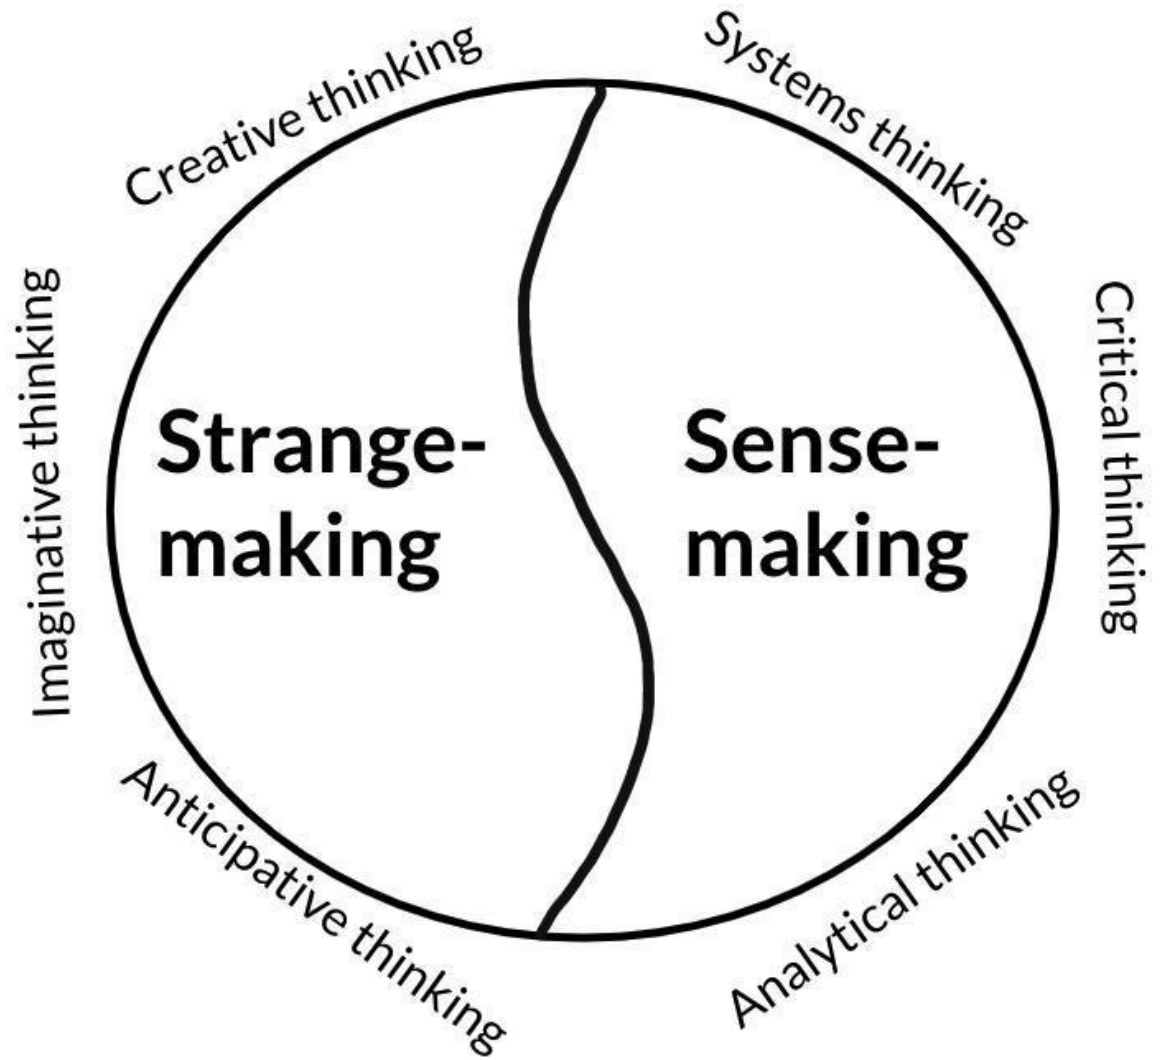 Creative thinking
Systems thinking
Imaginative thinking
Critical thinking
Strange-
making
Sense-
making
Anticipative thinking
Analytical thinking